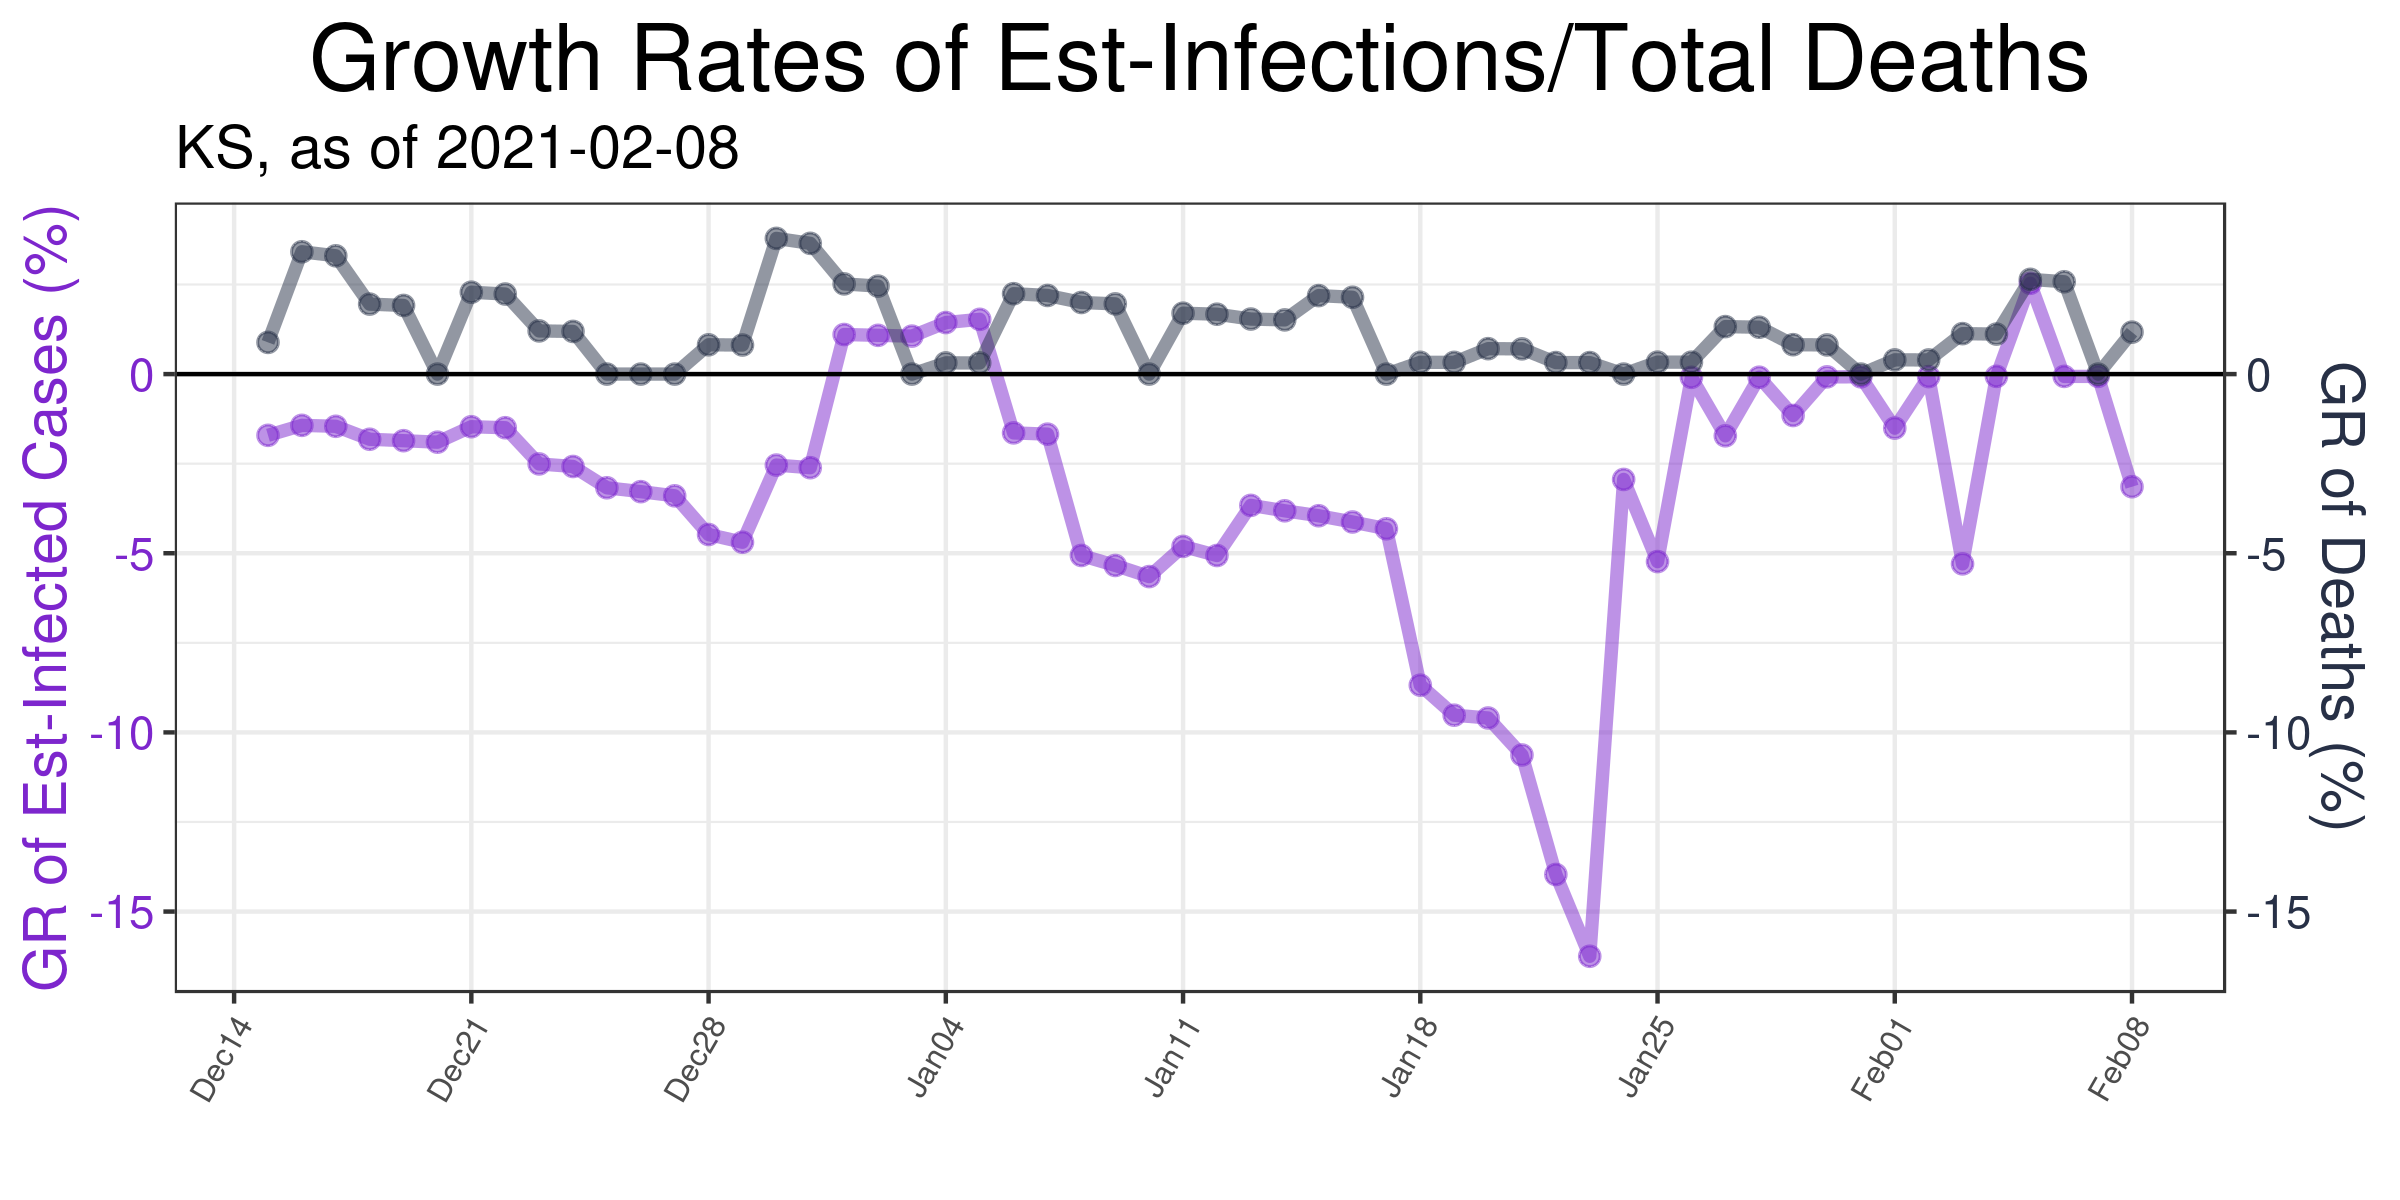 Growth Rates of Est-Infections/Total Deaths
KS, as of 2021-02-08
GR of Est-Infected Cases (%)
0
-5
-10
-15
0
-5
-10
-15
GR of Deaths (%)
Dec14
Dec21
Dec28
Jan04
Jan11
Jan18
Jan25
Feb01
Feb08